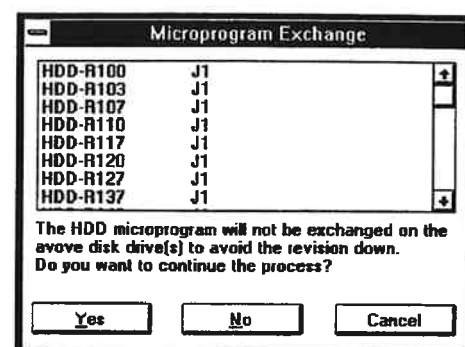 Microprogram Exchange
HDD-R100 J1
HDD-R103 J1
HDD-R107 J1
HDD-R110 J1
HDD-R117 J1
HDD-R120 J1
HDD-R127 J1
HDD-R137 J1
The HDD microprogram will not be exchanged on the
avove disk drive(s) to avoid the revision down.
Do you want to continue the process?
Yes No Cancel